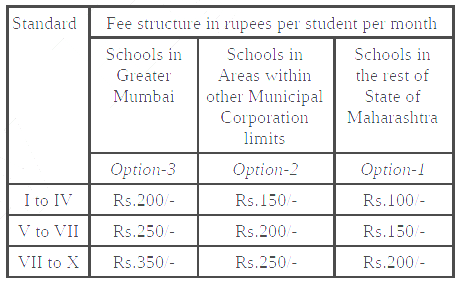 Standard Fee structure in rupees per student per month
Schools in Greater Mumbai
Schools in Areas within other Municipal Corporation limits
Schools in the rest of State of Maharashtra
Option-3 Option-2 Option-1
I to IV Rs.200/- Rs.150/- Rs.100/-
V to VII Rs.250/- Rs.200/- Rs.150/-
VII to X Rs.350/- Rs.250/- Rs.200/-